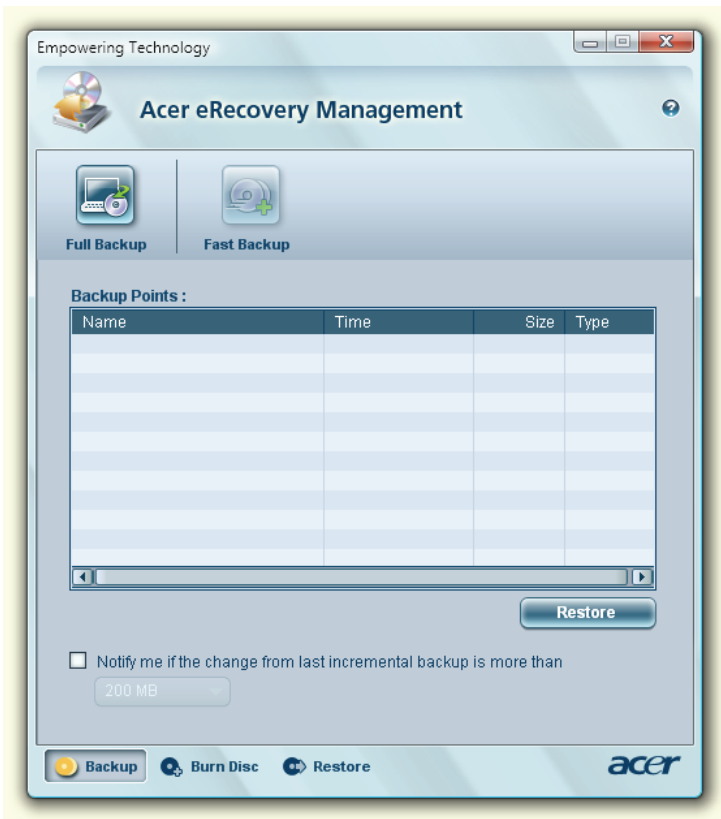 Empowering Technology
Acer eRecovery Management
Full Backup
Fast Backup
Backup Points :
Name Time Size Type
Restore
Notify me if the change from last incremental backup is more than
200 MB
Backup Burn Disc Restore acer